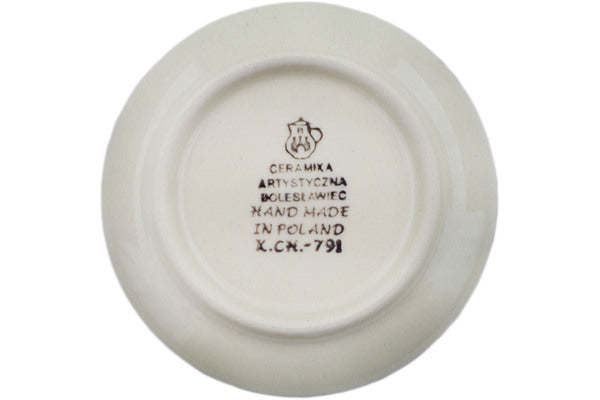 CERAMIKA
ARTYSTYCZNA
BOLESŁAWIEC
HAND MADE
IN POLAND
K.CH.-791